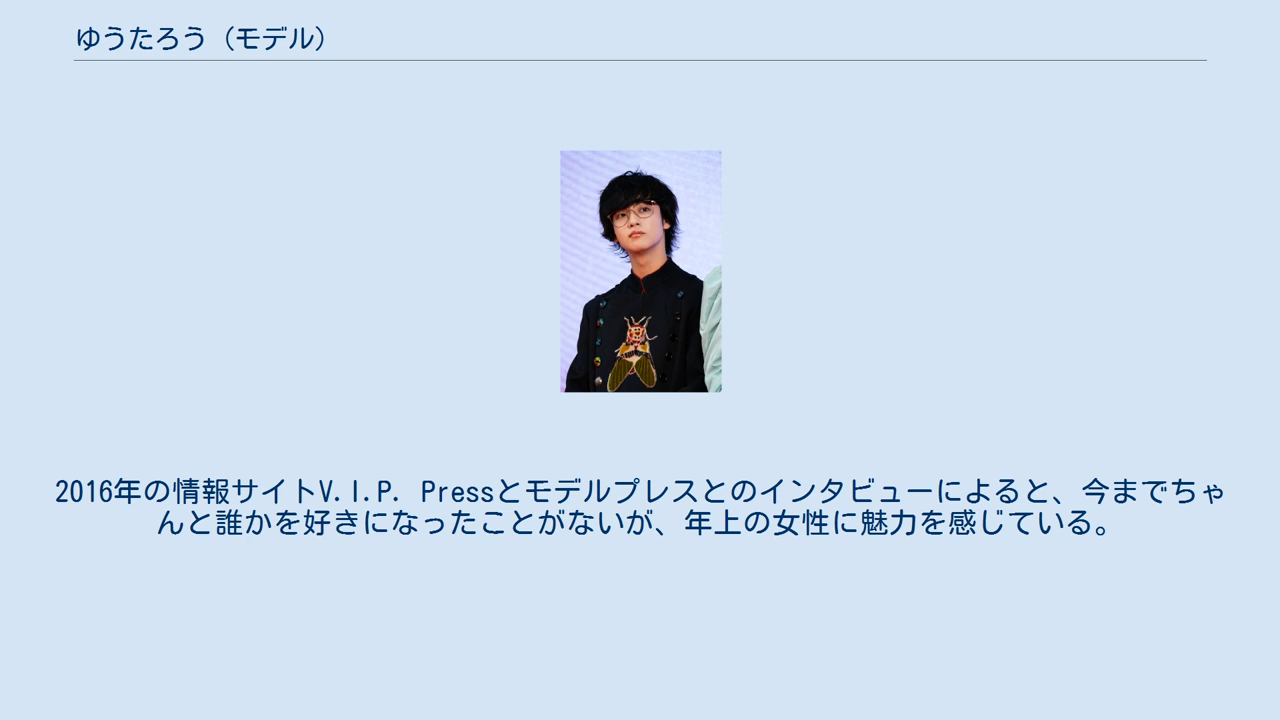 ゆうたろう（モデル）
2016年の情報サイトV.I.P. Pressとモデルプレスとのインタビューによると、今までちゃ
んと誰かを好きになったことがないが、年上の女性に魅力を感じている。